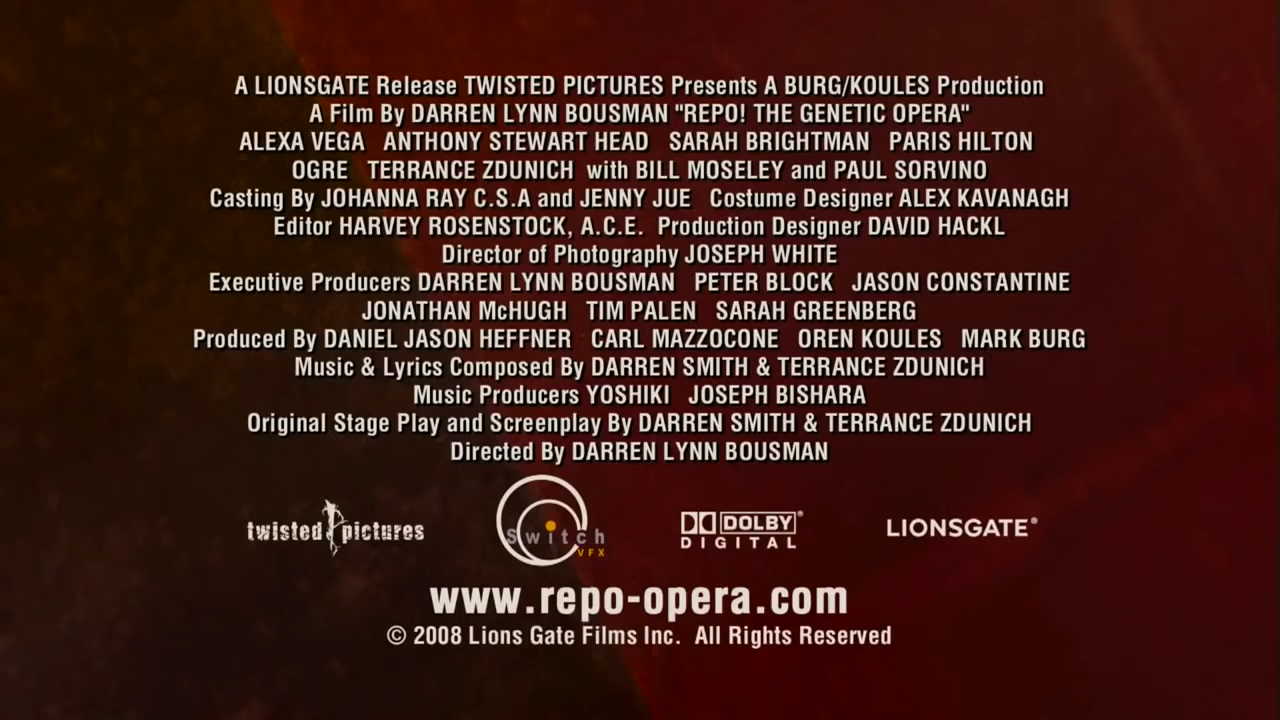 A LIONSGATE Release TWISTED PICTURES Presents A BURG/KOULES Production
A Film By DARREN LYNN BOUSMAN "REPO! THE GENETIC OPERA"
ALEXA VEGA ANTHONY STEWART HEAD SARAH BRIGHTMAN PARIS HILTON
OGRE TERRANCE ZDUNICH with BILL MOSELEY and PAUL SORVINO
Casting By JOHANNA RAY C.S.A and JENNY JUE Costume Designer ALEX KAVANAGH
Editor HARVEY ROSENSTOCK, A.C.E. Production Designer DAVID HACKL
Director of Photography JOSEPH WHITE
Executive Producers DARREN LYNN BOUSMAN PETER BLOCK JASON CONSTANTINE
JONATHAN McHUGH TIM PALEN SARAH GREENBERG
Produced By DANIEL JASON HEFFNER CARL MAZZOCONE OREN KOULES MARK BURG
Music & Lyrics Composed By DARREN SMITH & TERRANCE ZDUNICH
Music Producers YOSHIKI JOSEPH BISHARA
Original Stage Play and Screenplay By DARREN SMITH & TERRANCE ZDUNICH
Directed By DARREN LYNN BOUSMAN
twisted pictures
Switch
VFX
DOLBY®
DIGITAL
LIONSGATE®
www.repo-opera.com
© 2008 Lions Gate Films Inc. All Rights Reserved